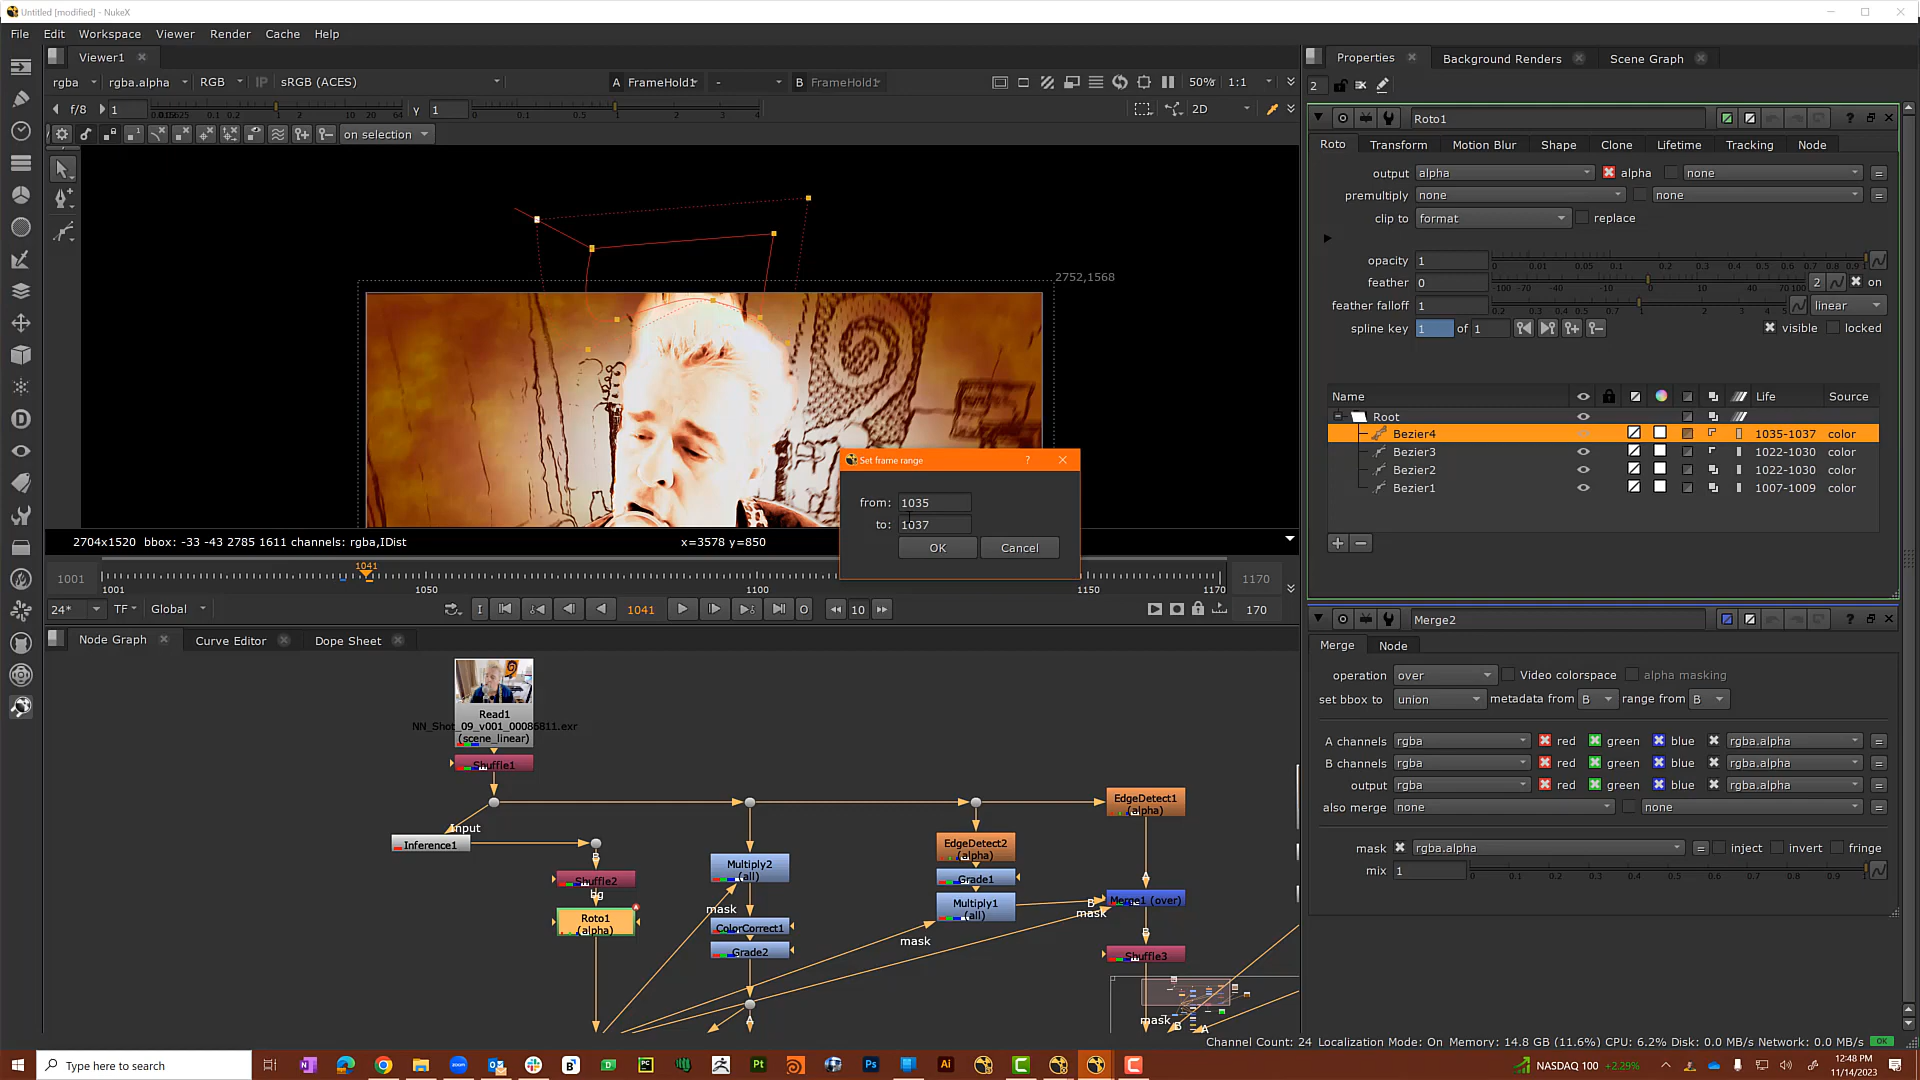 Untitled [modified] - NukeX
File Edit Workspace Viewer Render Cache Help
Viewer1
rgba rgba.alpha RGB IP sRGB (ACES) A FrameHold1 - B FrameHold1 50% 1:1
f/8 1 γ 1 2D
on selection
2752,1568
2704x1520 bbox: -33 -43 2785 1611 channels: rgba,IDist x=3578 y=850
Set frame range ?
from: 1035
to: 1037
OK Cancel
1001 1041 1170
1001 1050 1100 1150 1170
24* TF Global I 1041 O 10 170
Node Graph Curve Editor Dope Sheet
Read1
NN_Shot_09_v001_00086811.exr
(scene_linear)
Shuffle1
Input
Inference1
B
Shuffle2
bg
Roto1
(alpha)
Multiply2
(all)
mask
ColorCorrect1
Grade2
A
EdgeDetect2
(alpha)
Grade1
Multiply1
(all)
mask
EdgeDetect1
(alpha)
A
B
mask
Merge1 (over)
B
Shuffle3
mask B A
Properties Background Renders Scene Graph
2
Roto1
Roto Transform Motion Blur Shape Clone Lifetime Tracking Node
output alpha alpha none
premultiply none none
clip to format replace
opacity 1
feather 0 2 on
feather falloff 1 linear
spline key 1 of 1 visible locked
Name Life Source
Root
Bezier4 1035-1037 color
Bezier3 1022-1030 color
Bezier2 1022-1030 color
Bezier1 1007-1009 color
Merge2
Merge Node
operation over Video colorspace alpha masking
set bbox to union metadata from B range from B
A channels rgba red green blue rgba.alpha =
B channels rgba red green blue rgba.alpha =
output rgba red green blue rgba.alpha =
also merge none none =
mask rgba.alpha = inject invert fringe
mix 1
Channel Count: 24 Localization Mode: On Memory: 14.8 GB (11.6%) CPU: 6.2% Disk: 0.0 MB/s Network: 0.0 MB/s OK
Type here to search
NASDAQ 100 +2.29%
12:48 PM
11/14/2023